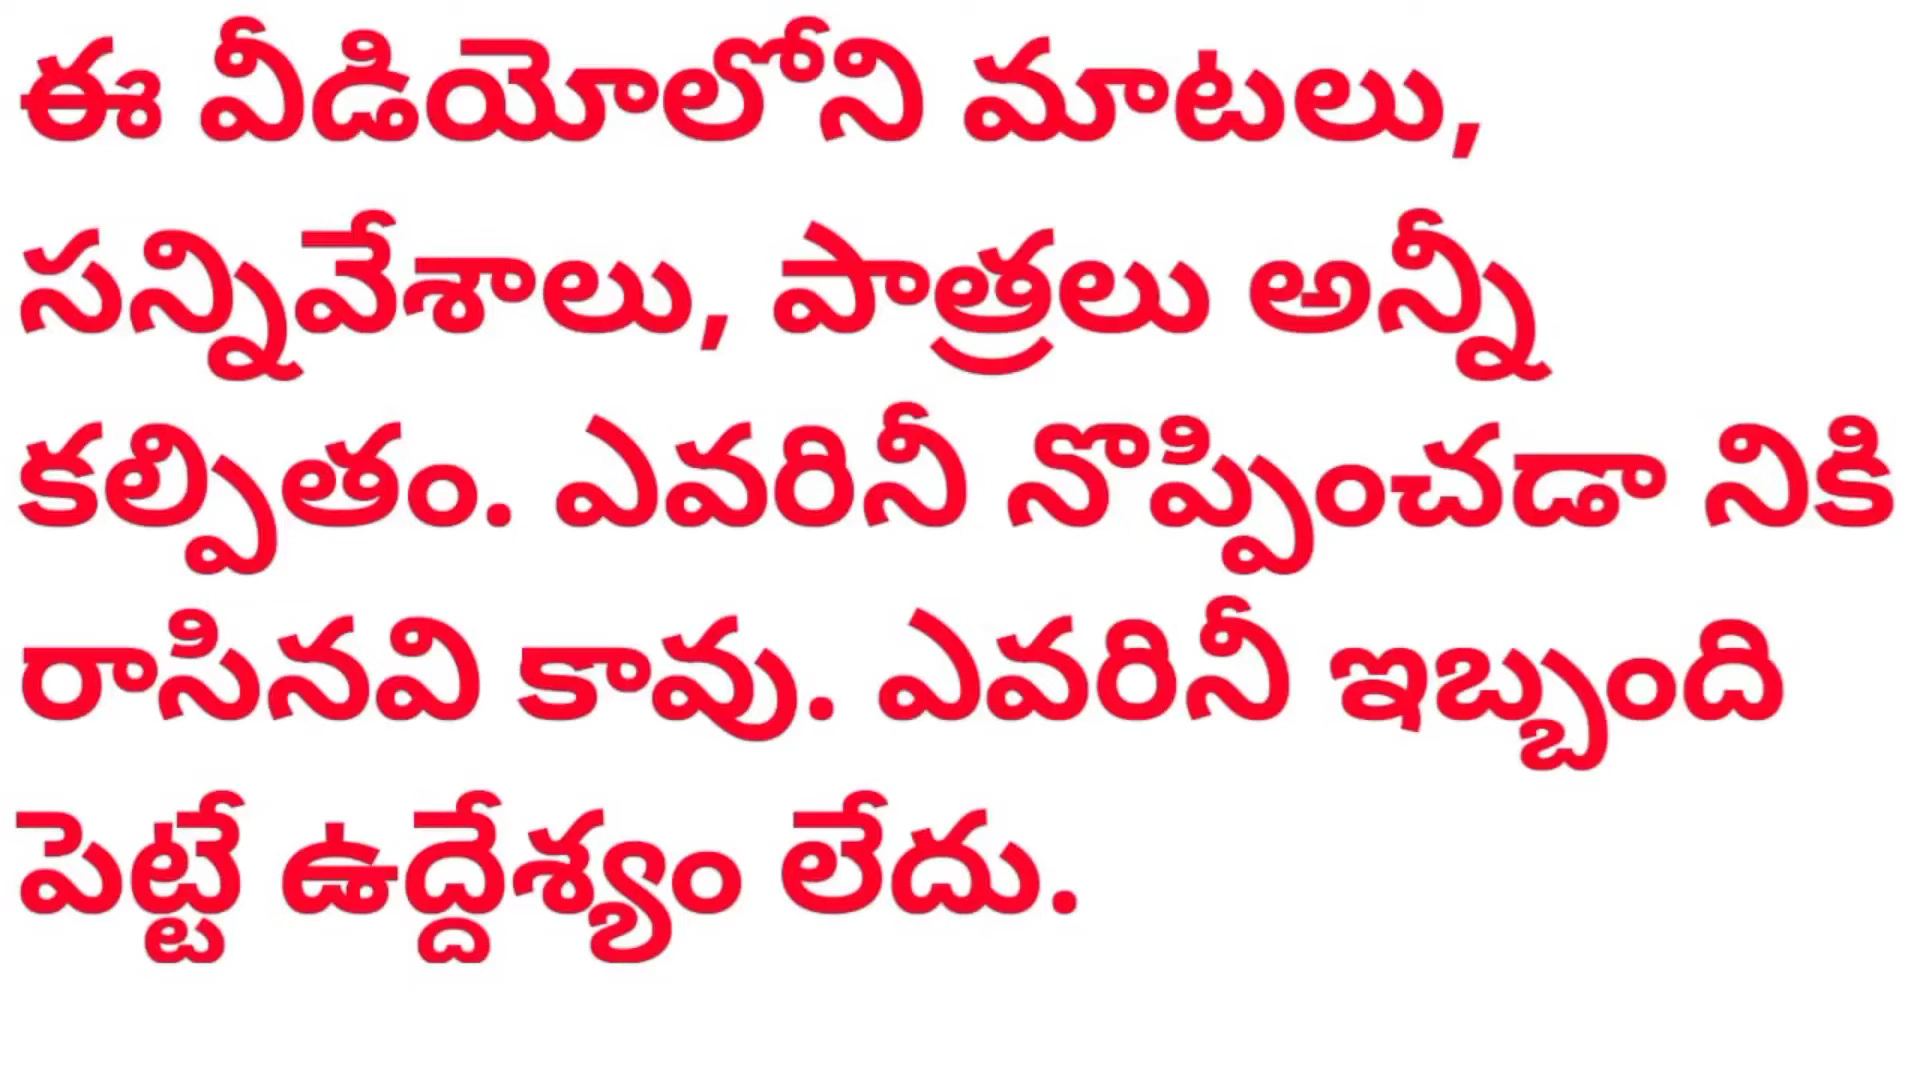 ఈ వీడియోలోని మాటలు,
సన్నివేశాలు, పాత్రలు అన్నీ
కల్పితం. ఎవరినీ నొప్పించడా నికి
రాసినవి కావు. ఎవరినీ ఇబ్బంది
పెట్టే ఉద్దేశ్యం లేదు.